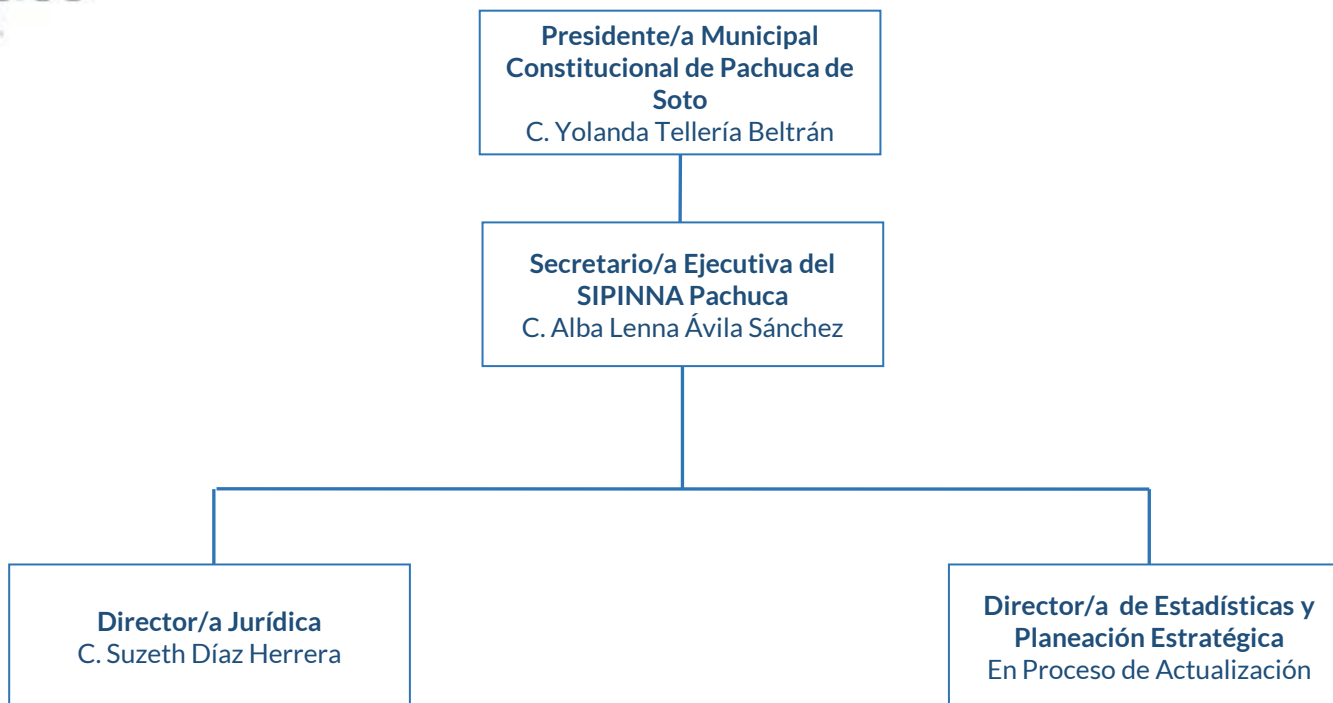 Presidente/a Municipal
Constitucional de Pachuca de
Soto
C. Yolanda Tellería Beltrán
Secretario/a Ejecutiva del
SIPINNA Pachuca
C. Alba Lenna Ávila Sánchez
Director/a Jurídica
C. Suzeth Díaz Herrera
Director/a de Estadísticas y
Planeación Estratégica
En Proceso de Actualización